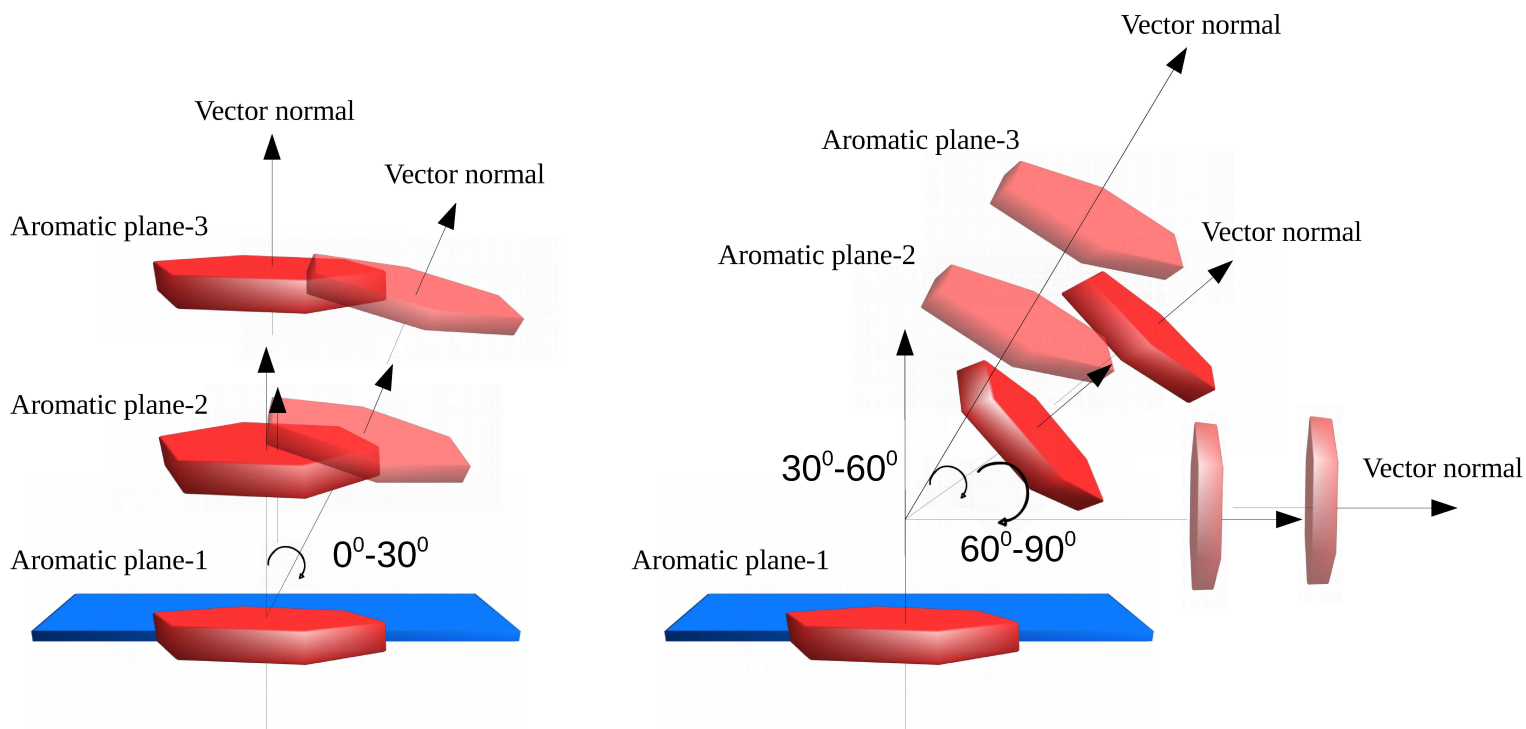 Vector normal
Vector normal
Aromatic plane-3
Aromatic plane-2
Aromatic plane-1
0⁰-30⁰
Vector normal
Aromatic plane-3
Vector normal
Aromatic plane-2
30⁰-60⁰
Vector normal
60⁰-90⁰
Aromatic plane-1